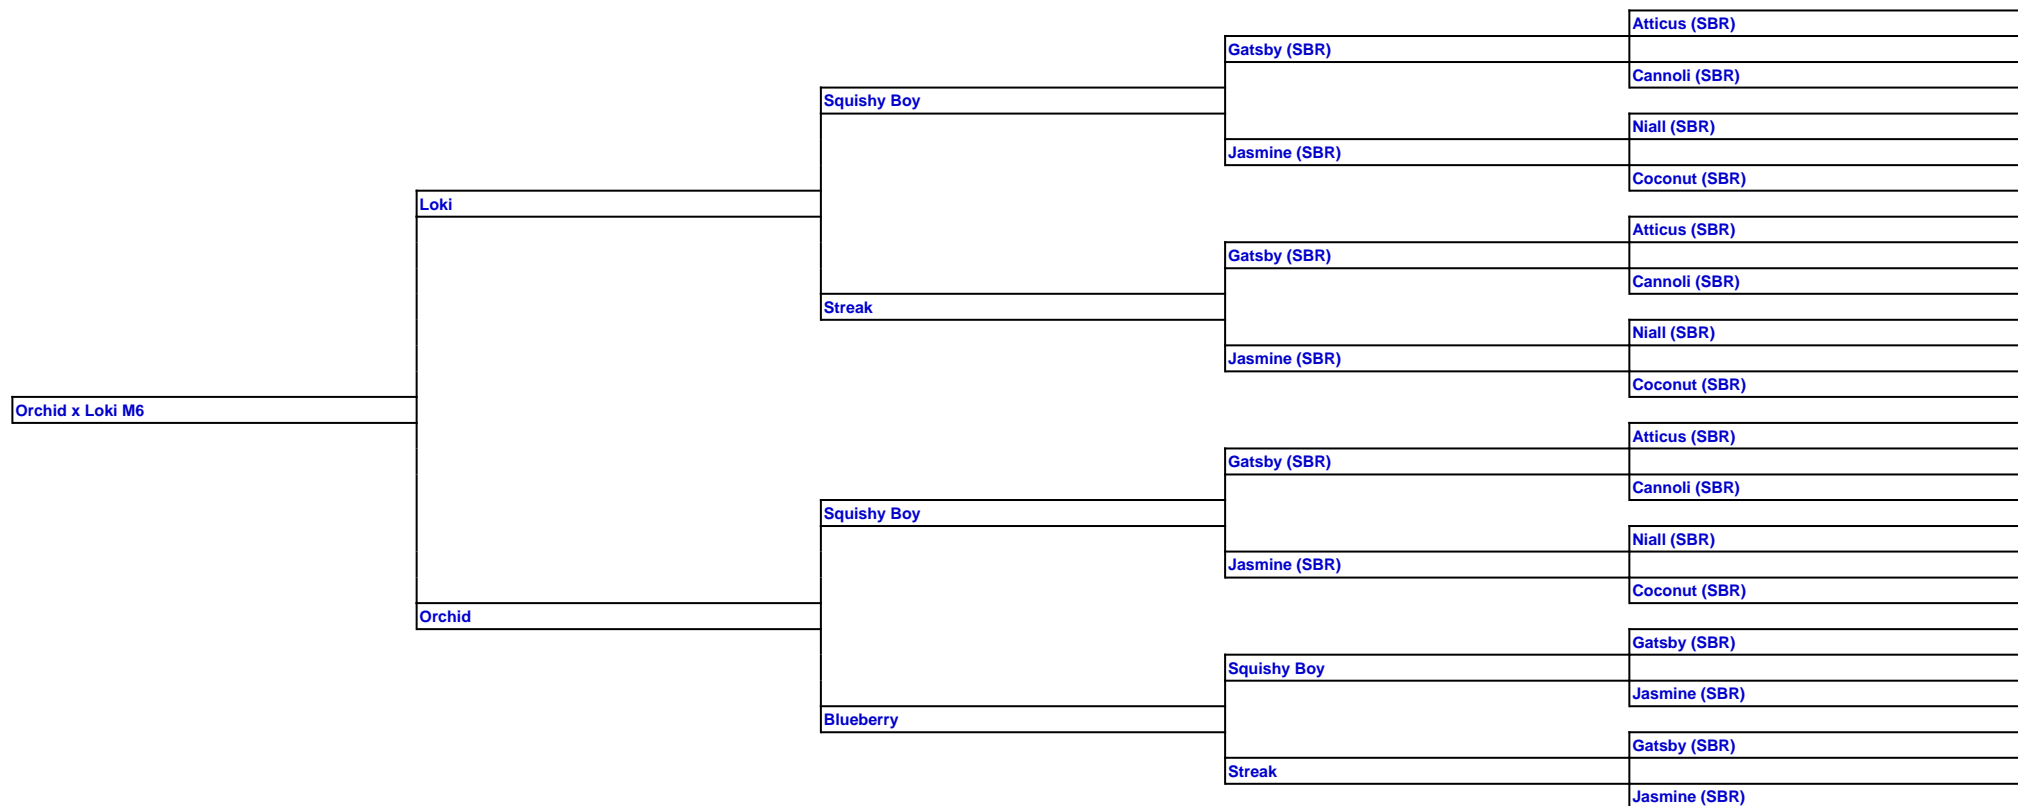 Atticus (SBR)
Gatsby (SBR)
Cannoli (SBR)
Squishy Boy
Niall (SBR)
Jasmine (SBR)
Coconut (SBR)
Loki
Atticus (SBR)
Gatsby (SBR)
Cannoli (SBR)
Streak
Niall (SBR)
Jasmine (SBR)
Coconut (SBR)
Orchid x Loki M6
Atticus (SBR)
Gatsby (SBR)
Cannoli (SBR)
Squishy Boy
Niall (SBR)
Jasmine (SBR)
Coconut (SBR)
Orchid
Gatsby (SBR)
Squishy Boy
Jasmine (SBR)
Blueberry
Gatsby (SBR)
Streak
Jasmine (SBR)